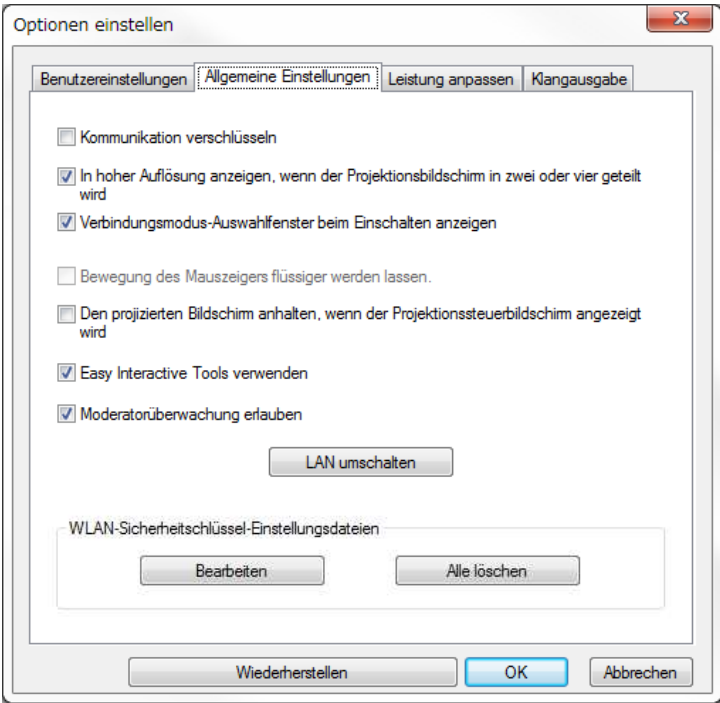 Optionen einstellen
Benutzereinstellungen Allgemeine Einstellungen Leistung anpassen Klangausgabe
Kommunikation verschlüsseln
In hoher Auflösung anzeigen, wenn der Projektionsbildschirm in zwei oder vier geteilt
wird
Verbindungsmodus-Auswahlfenster beim Einschalten anzeigen
Bewegung des Mauszeigers flüssiger werden lassen.
Den projizierten Bildschirm anhalten, wenn der Projektionssteuerbildschirm angezeigt
wird
Easy Interactive Tools verwenden
Moderatorüberwachung erlauben
LAN umschalten
WLAN-Sicherheitschlüssel-Einstellungsdateien
Bearbeiten Alle löschen
Wiederherstellen OK Abbrechen